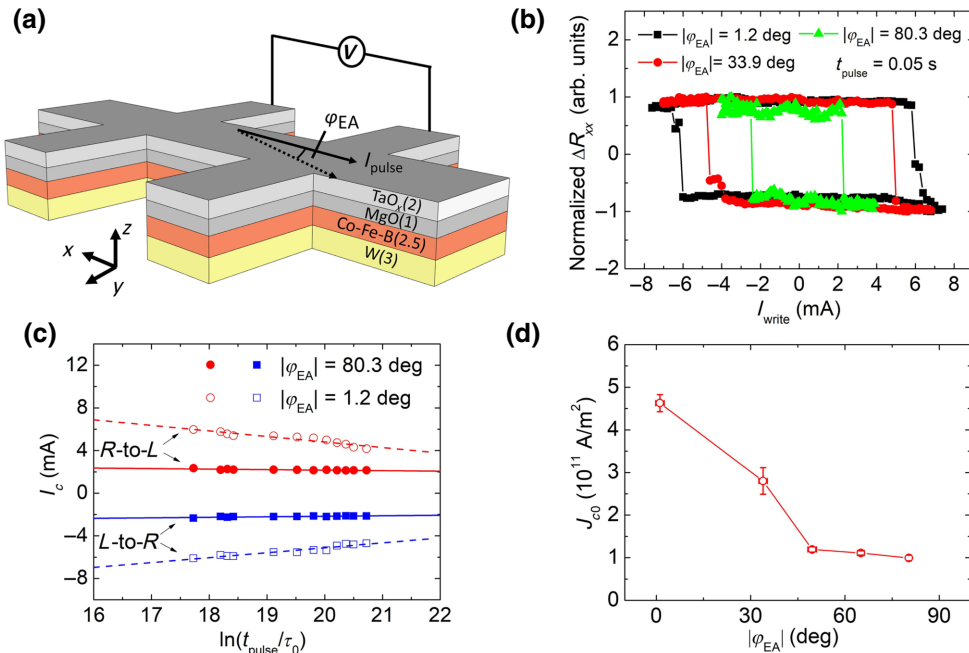 (a)
V
φEA
Ipulse
TaOx(2)
MgO(1)
Co-Fe-B(2.5)
W(3)
z
x
y
(b)
|φEA| = 1.2 deg |φEA| = 80.3 deg
|φEA|= 33.9 deg tpulse = 0.05 s
Normalized ΔRxx (arb. units)
2
1
0
−1
−2
−8 −6 −4 −2 0 2 4 6 8
Iwrite (mA)
(c)
|φEA| = 80.3 deg
|φEA| = 1.2 deg
R-to-L
L-to-R
Ic (mA)
12
8
4
0
−4
−8
16 17 18 19 20 21 22
ln(tpulse/τ0)
(d)
Jc0 (10¹¹ A/m²)
6
5
4
3
2
1
0
0 30 60 90
|φEA| (deg)